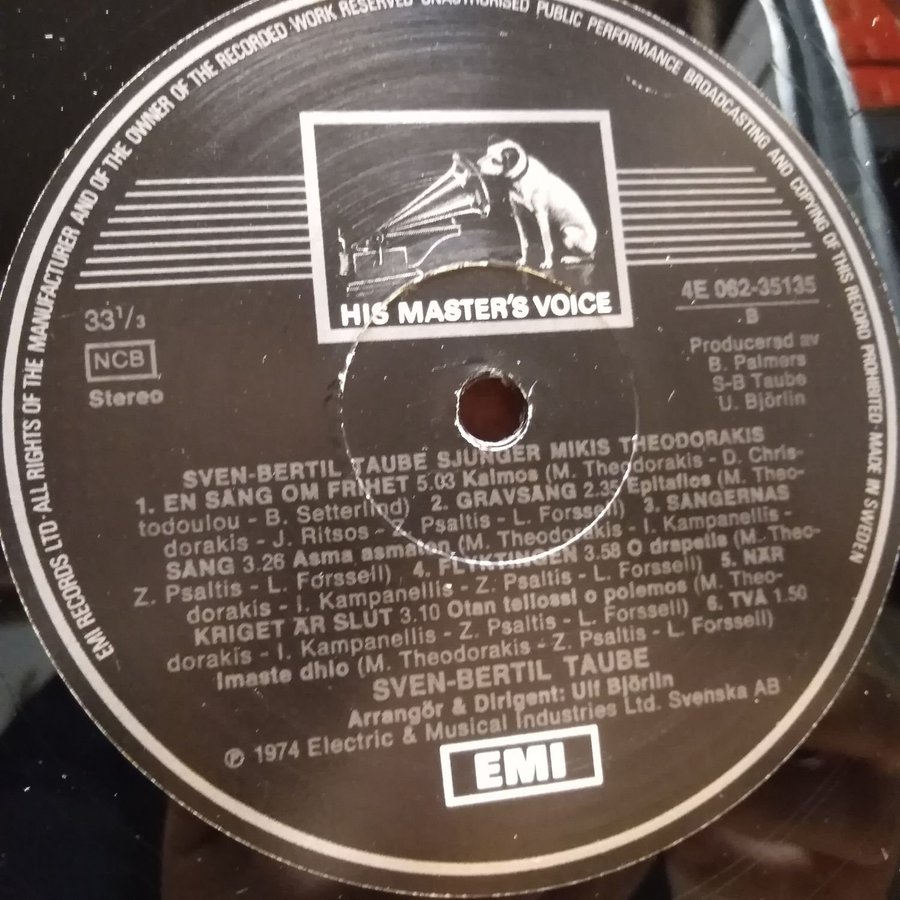 EMI RECORDS LTD · ALL RIGHTS OF THE MANUFACTURER AND OF THE OWNER OF THE RECORDED WORK RESERVED UNAUTHORISED PUBLIC PERFORMANCE BROADCASTING AND COPYING OF THIS RECORD PROHIBITED · MADE IN SWEDEN
HIS MASTER'S VOICE
33 1/3
NCB
Stereo
4E 062-35135
B
Producerad av
B. Palmers
S-B Taube
U. Björlin
SVEN-BERTIL TAUBE SJUNGER MIKIS THEODORAKIS
1. EN SÅNG OM FRIHET 5.03 Kaimos (M. Theodorakis - D. Chris-
todoulou - B. Setterlind) 2. GRAVSÅNG 2.35 Epitafios (M. Theo-
dorakis - J. Ritsos - Z Psaltis - L. Forssell) 3. SÅNGERNAS
SÅNG 3.26 Asma asmaton (M. Theodorakis - I. Kampanellis -
Z. Psaltis - L. Forssell) 4. FLYKTINGEN 3.58 O drapetis (M. Theo-
dorakis - I. Kampanellis - Z. Psaltis - L. Forssell) 5. NÄR
KRIGET ÄR SLUT 3.10 Otan teliossi o polemos (M. Theo-
dorakis - I. Kampanellis - Z. Psaltis - L. Forssell) 6. TVÅ 1.50
Imaste dhio (M. Theodorakis - Z. Psaltis - L. Forssell)
SVEN-BERTIL TAUBE
Arrangör & Dirigent: Ulf Björlin
℗ 1974 Electric & Musical Industries Ltd. Svenska AB
EMI